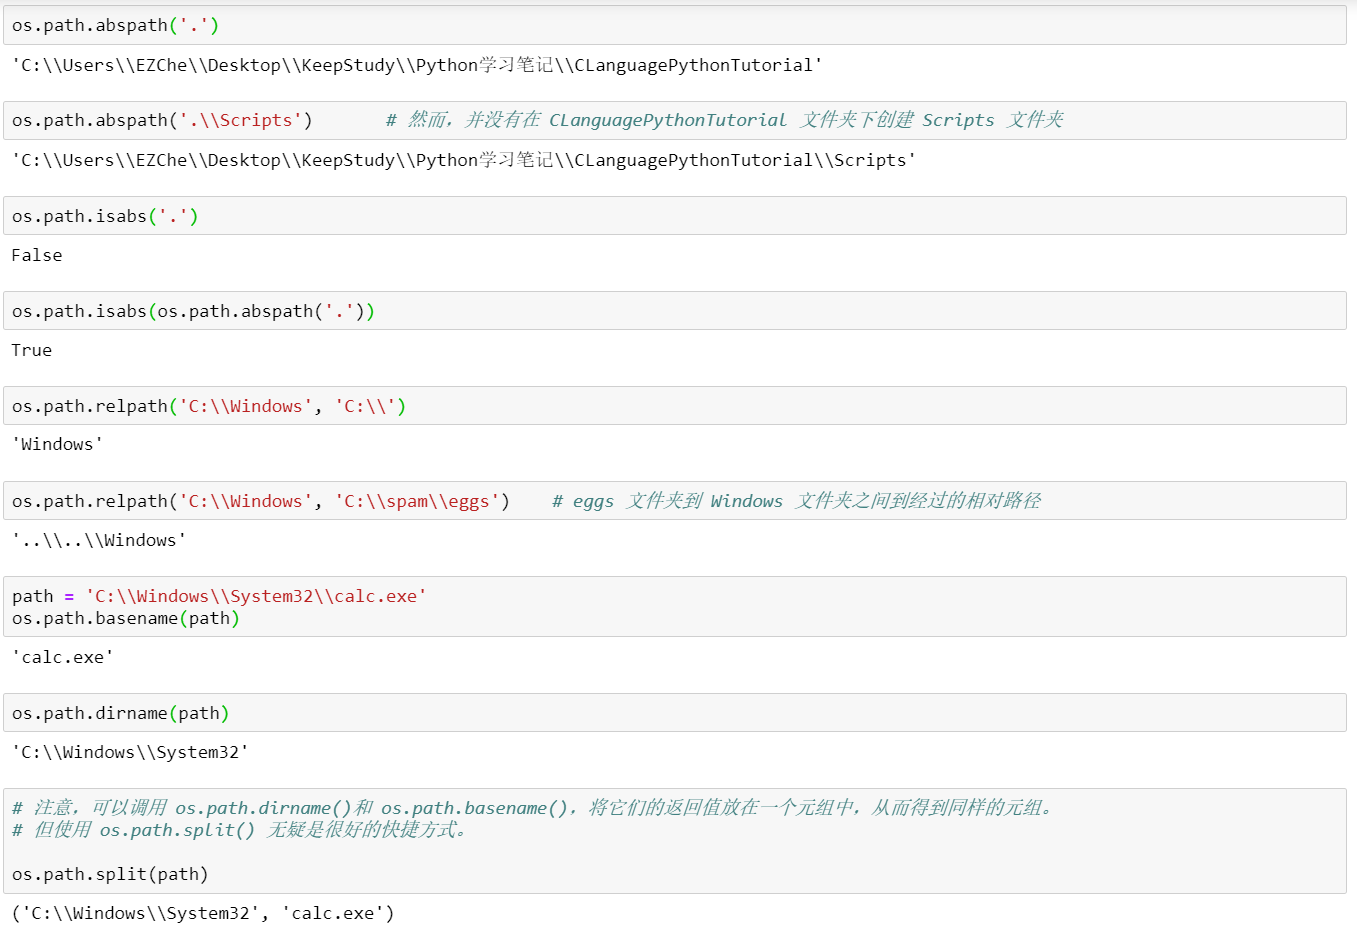 os.path.abspath('.')
'C:\\Users\\EZChe\\Desktop\\KeepStudy\\Python学习笔记\\CLanguagePythonTutorial'
os.path.abspath('.\\Scripts')       # 然而，并没有在 CLanguagePythonTutorial 文件夹下创建 Scripts 文件夹
'C:\\Users\\EZChe\\Desktop\\KeepStudy\\Python学习笔记\\CLanguagePythonTutorial\\Scripts'
os.path.isabs('.')
False
os.path.isabs(os.path.abspath('.'))
True
os.path.relpath('C:\\Windows', 'C:\\')
'Windows'
os.path.relpath('C:\\Windows', 'C:\\spam\\eggs')    # eggs 文件夹到 Windows 文件夹之间到经过的相对路径
'..\\..\\Windows'
path = 'C:\\Windows\\System32\\calc.exe'
os.path.basename(path)
'calc.exe'
os.path.dirname(path)
'C:\\Windows\\System32'
# 注意，可以调用 os.path.dirname()和 os.path.basename()，将它们的返回值放在一个元组中，从而得到同样的元组。
# 但使用 os.path.split() 无疑是很好的快捷方式。
os.path.split(path)
('C:\\Windows\\System32', 'calc.exe')